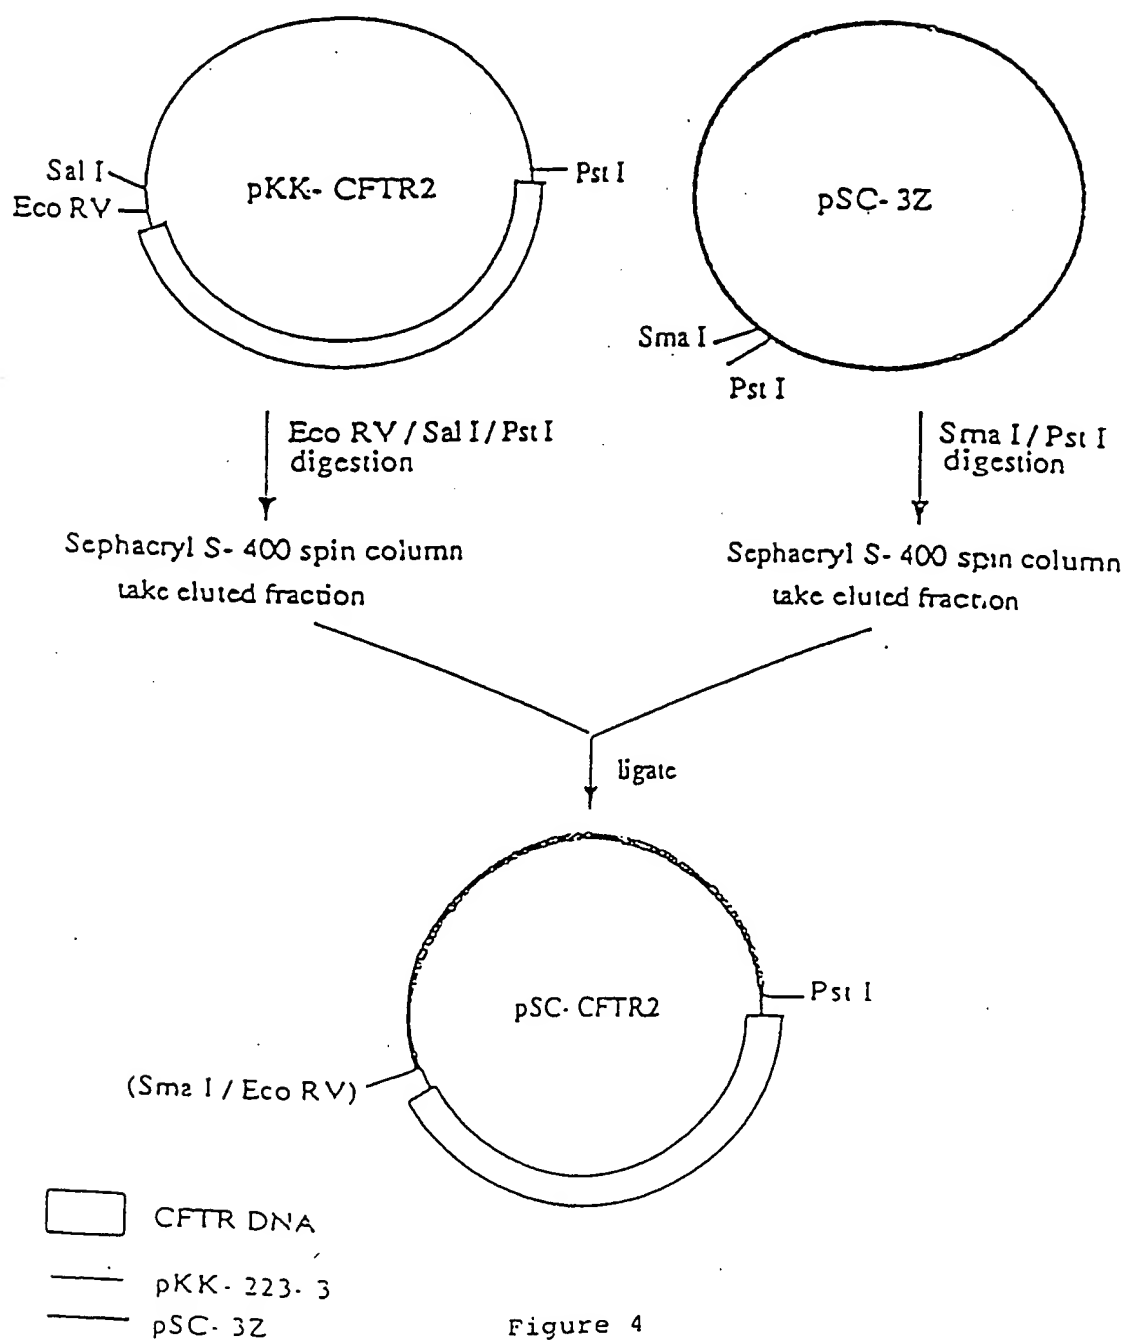 Sal I
Eco RV
pKK- CFTR2
Pst I
pSC- 3Z
Sma I
Pst I
Eco RV / Sal I / Pst I
digestion
Sma I / Pst I
digestion
Sephacryl S- 400 spin column
take eluted fraction
Sephacryl S- 400 spin column
take eluted fraction
ligate
pSC- CFTR2
Pst I
(Sma I / Eco RV)
CFTR DNA
pKK- 223- 3
pSC- 3Z
Figure 4